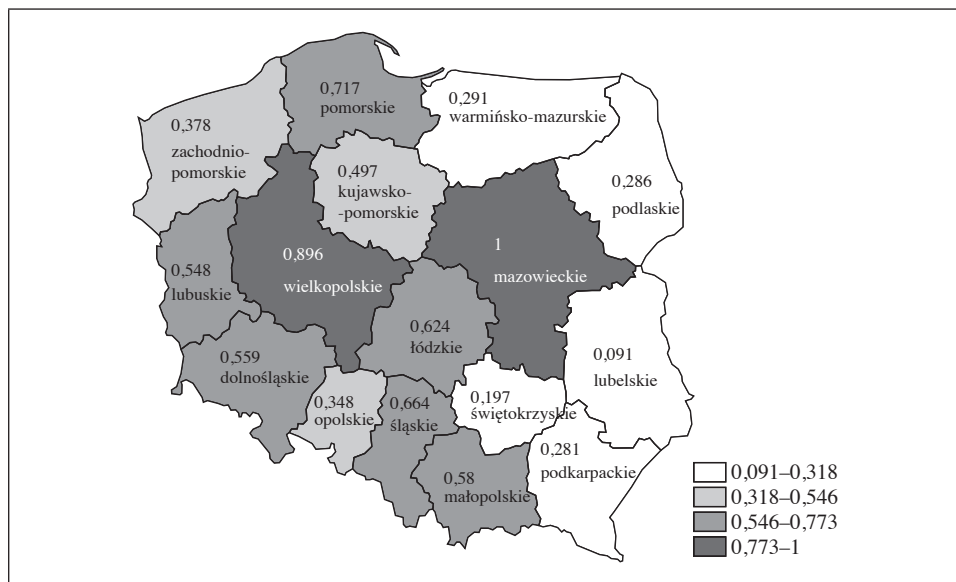 0,717
pomorskie
0,291
warmińsko-mazurskie
0,378
zachodnio-
pomorskie
0,497
kujawsko-
-pomorskie
0,286
podlaskie
1
mazowieckie
0,896
wielkopolskie
0,548
lubuskie
0,624
łódzkie
0,559
dolnośląskie
0,091
lubelskie
0,348
opolskie
0,664
śląskie
0,197
świętokrzyskie
0,281
podkarpackie
0,58
małopolskie
0,091–0,318
0,318–0,546
0,546–0,773
0,773–1